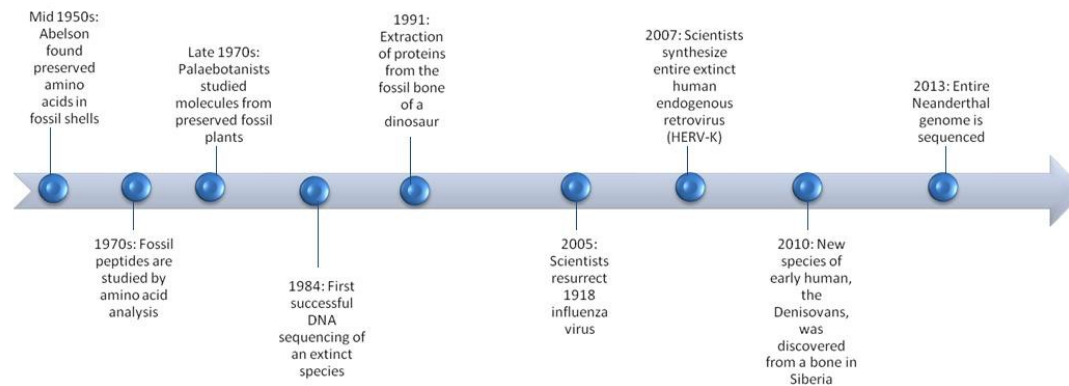 Mid 1950s:
Abelson
found
preserved
amino
acids in
fossil shells
1970s: Fossil
peptides are
studied by
amino acid
analysis
Late 1970s:
Palaebotanists
studied
molecules from
preserved fossil
plants
1984: First
successful
DNA
sequencing of
an extinct
species
1991:
Extraction
of proteins
from the
fossil bone
of a
dinosaur
2005:
Scientists
resurrect
1918
influenza
virus
2007: Scientists
synthesize
entire extinct
human
endogenous
retrovirus
(HERV-K)
2010: New
species of
early human,
the
Denisovans,
was
discovered
from a bone in
Siberia
2013: Entire
Neanderthal
genome is
sequenced